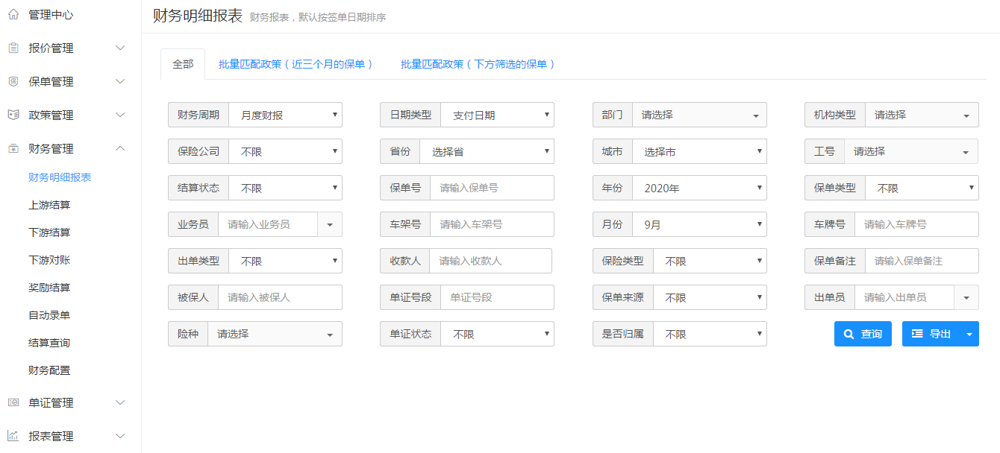 管理中心
报价管理
保单管理
政策管理
财务管理
财务明细报表
上游结算
下游结算
下游对账
奖励结算
自动录单
结算查询
财务配置
单证管理
报表管理
财务明细报表 财务报表，默认按签单日期排序
全部 批量匹配政策（近三个月的保单） 批量匹配政策（下方筛选的保单）
财务周期 月度财报 日期类型 支付日期 部门 请选择 机构类型 请选择
保险公司 不限 省份 选择省 城市 选择市 工号 请选择
结算状态 不限 保单号 请输入保单号 年份 2020年 保单类型 不限
业务员 请输入业务员 车架号 请输入车架号 月份 9月 车牌号 请输入车牌号
出单类型 不限 收款人 请输入收款人 保险类型 不限 保单备注 请输入保单备注
被保人 请输入被保人 单证号段 单证号段 保单来源 不限 出单员 请输入出单员
险种 请选择 单证状态 不限 是否归属 不限 查询 导出